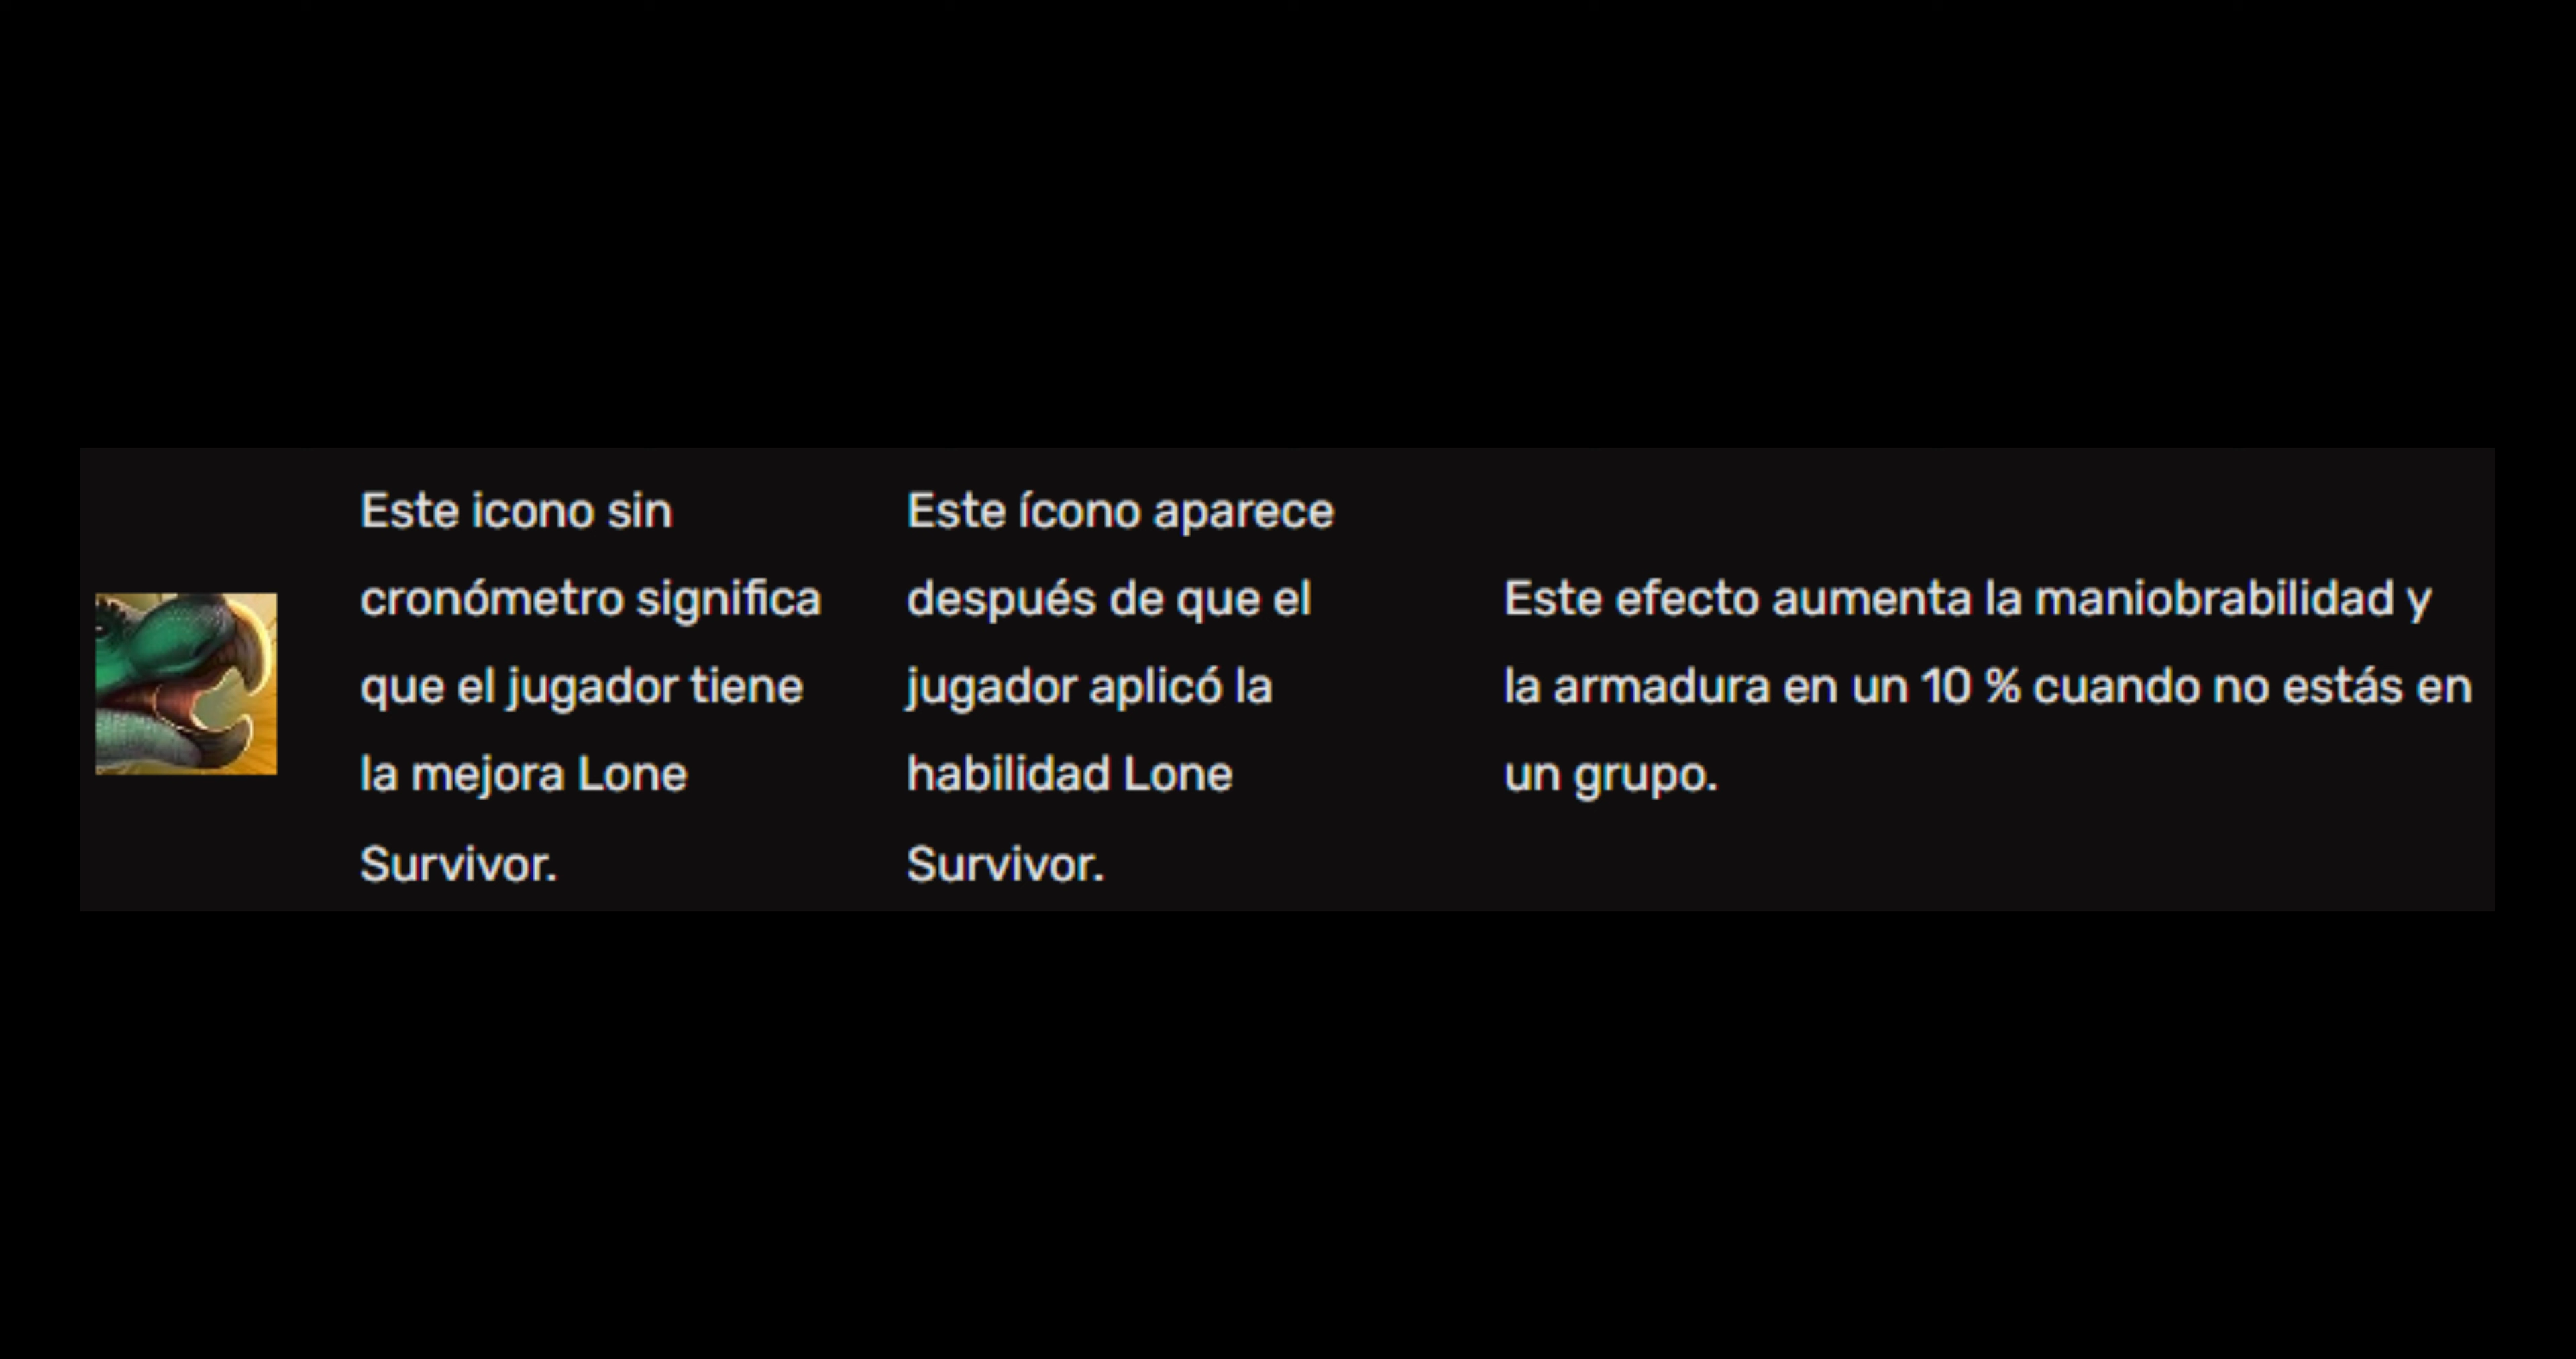 Este icono sin
cronómetro significa
que el jugador tiene
la mejora Lone
Survivor.
Este ícono aparece
después de que el
jugador aplicó la
habilidad Lone
Survivor.
Este efecto aumenta la maniobrabilidad y
la armadura en un 10 % cuando no estás en
un grupo.